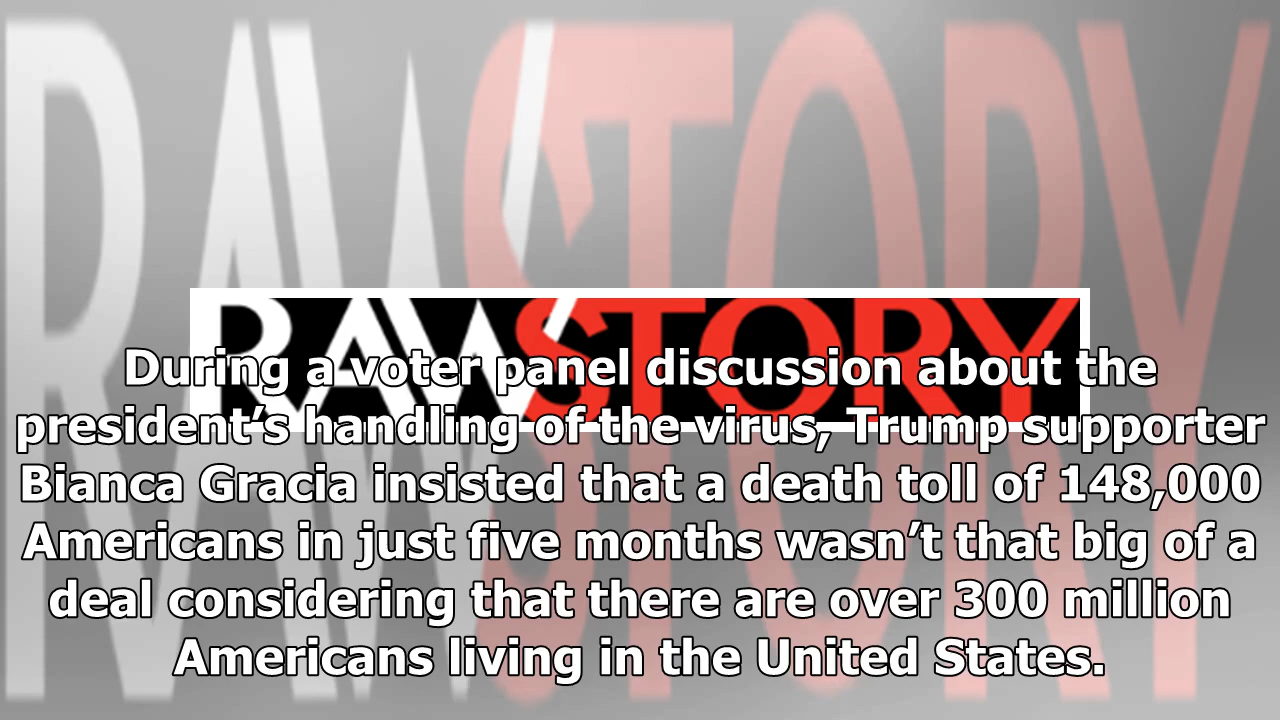 RAWSTORY
RAWSTORY
During a voter panel discussion about the
president’s handling of the virus, Trump supporter
Bianca Gracia insisted that a death toll of 148,000
Americans in just five months wasn’t that big of a
deal considering that there are over 300 million
Americans living in the United States.